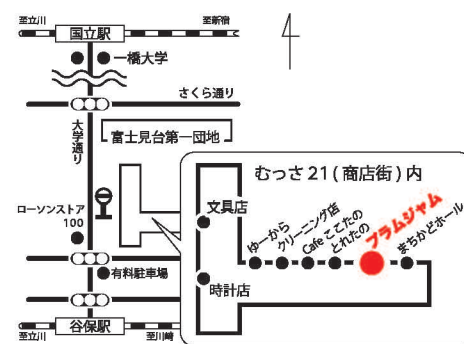 至立川
国立駅
至新宿
一橋大学
さくら通り
大学通り
富士見台第一団地
ローソンストア
100
有料駐車場
至立川
谷保駅
至川崎
むっさ21(商店街)内
文具店
時計店
ゆーから
クリーニング店
Cafe ここたの
とれたの
プラムジャム
まちかどホール